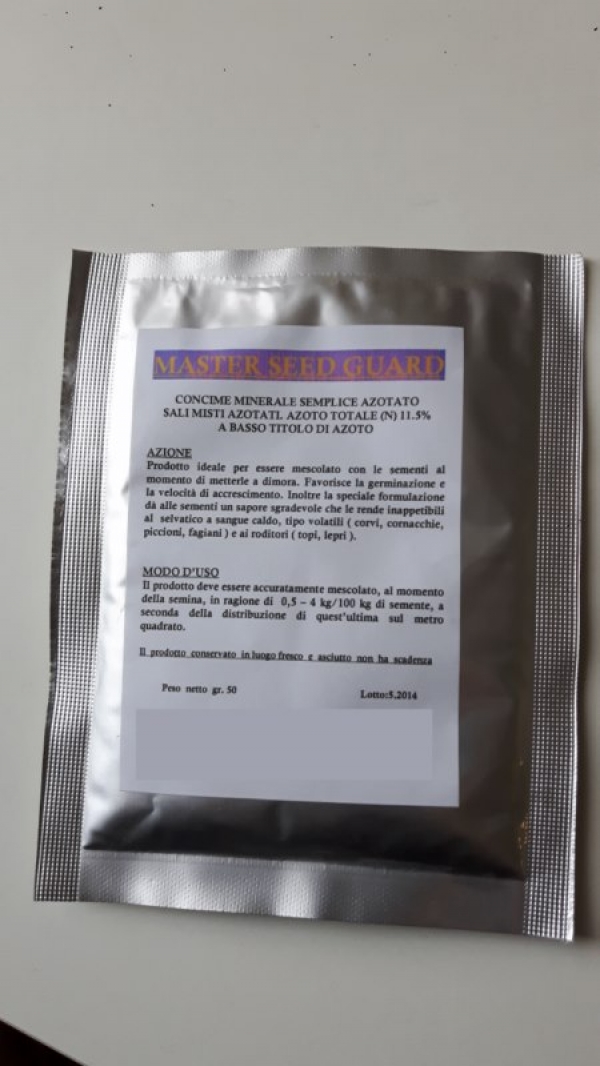 MASTER SEED GUARD
CONCIME MINERALE SEMPLICE AZOTATO
SALI MISTI AZOTATI. AZOTO TOTALE (N) 11.5%
A BASSO TITOLO DI AZOTO
AZIONE
Prodotto ideale per essere mescolato con le sementi al
momento di metterle a dimora. Favorisce la germinazione e
la velocità di accrescimento. Inoltre la speciale formulazione
dà alle sementi un sapore sgradevole che le rende inappetibili
al selvatico a sangue caldo, tipo volatili ( corvi, cornacchie,
piccioni, fagiani ) e ai roditori ( topi, lepri ).
MODO D'USO
Il prodotto deve essere accuratamente mescolato, al momento
della semina, in ragione di 0,5 – 4 kg/100 kg di semente, a
seconda della distribuzione di quest'ultima sul metro
quadrato.
Il prodotto conservato in luogo fresco e asciutto non ha scadenza
Peso netto gr. 50 Lotto:5.2014